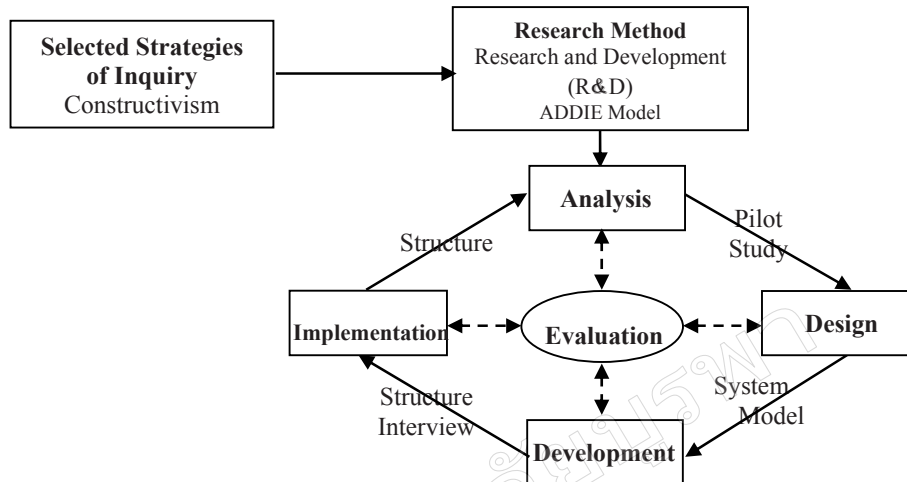 Selected Strategies
of Inquiry
Constructivism
Research Method
Research and Development
(R&D)
ADDIE Model
Analysis
Structure
Pilot
Study
Implementation
Evaluation
Design
Structure
Interview
System
Model
Development